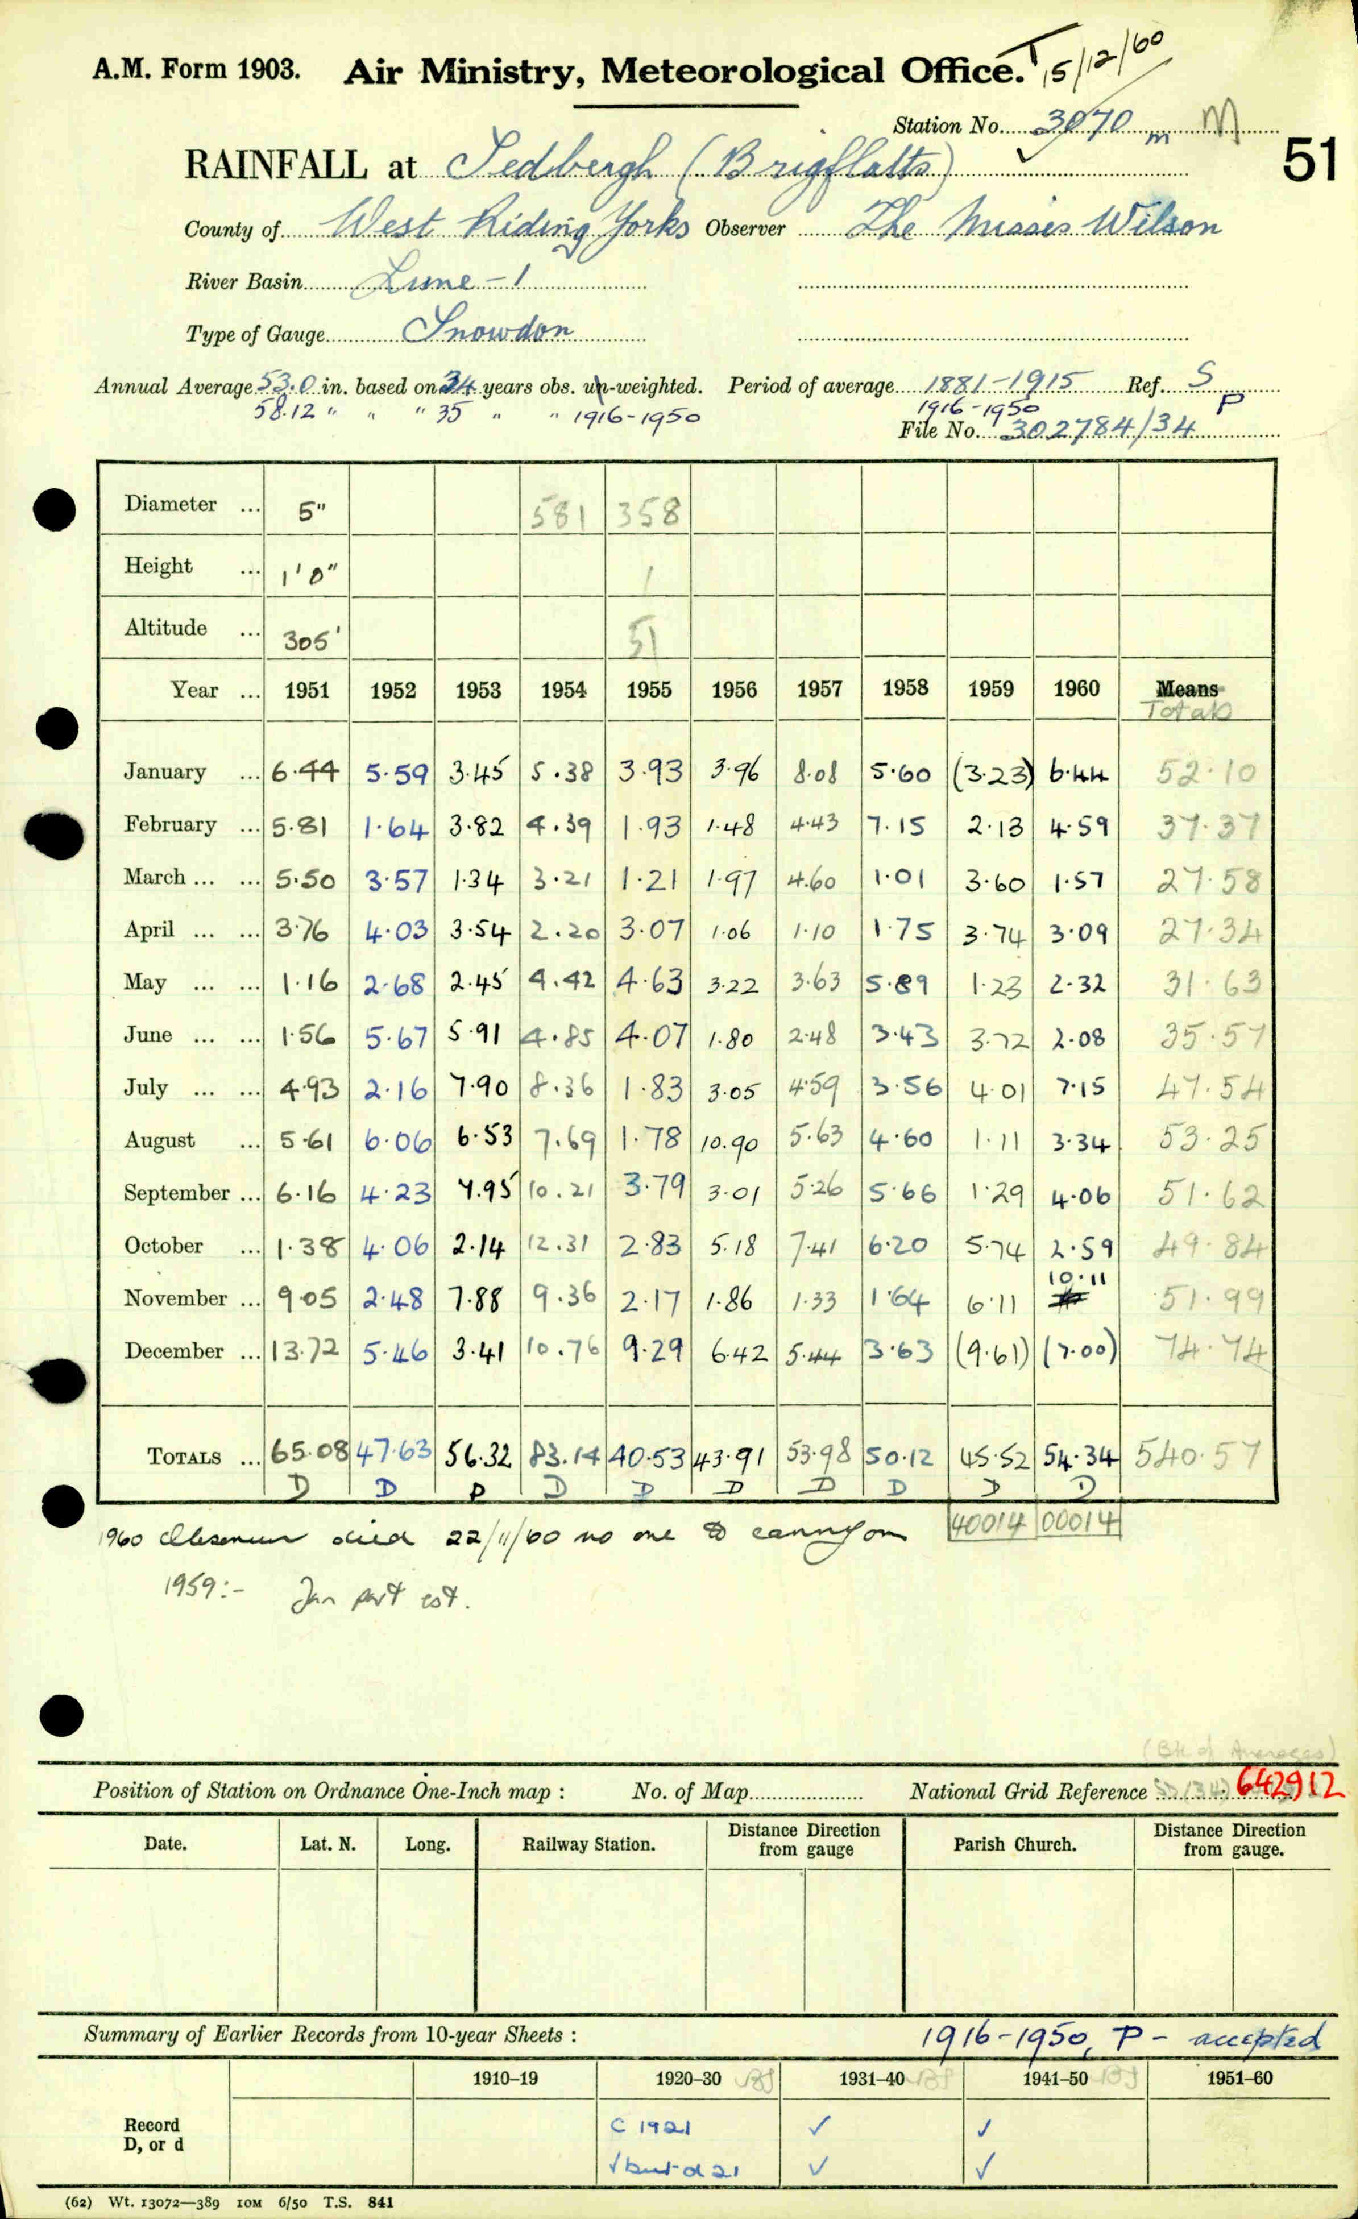 A.M. Form 1903. Air Ministry, Meteorological Office. T 15/12/60
Station No. 3070 m M
RAINFALL at Sedbergh (Brigflatts) 51
County of West Riding Yorks Observer The Misses Wilson
River Basin Lune-1
Type of Gauge Snowdon
Annual Average 53.0 in. based on 34 years obs. un-weighted. Period of average 1881-1915 Ref. S
58.12 " " " 35 " " 1916-1950 1916-1950 P
File No. 302784/34
Diameter ... 5" 581 358
Height ... 1'0" 1
Altitude ... 305' 51
Year ... 1951 1952 1953 1954 1955 1956 1957 1958 1959 1960 Means
Totals
January ... 6.44 5.59 3.45 5.38 3.93 3.96 8.08 5.60 (3.23) 6.44 52.10
February ... 5.81 1.64 3.82 4.39 1.93 1.48 4.43 7.15 2.13 4.59 37.37
March ... ... 5.50 3.57 1.34 3.21 1.21 1.97 4.60 1.01 3.60 1.57 27.58
April ... ... 3.76 4.03 3.54 2.20 3.07 1.06 1.10 1.75 3.74 3.09 27.34
May ... ... 1.16 2.68 2.45 4.42 4.63 3.22 3.63 5.89 1.23 2.32 31.63
June ... ... 1.56 5.67 5.91 4.85 4.07 1.80 2.48 3.43 3.72 2.08 35.57
July ... ... 4.93 2.16 7.90 8.36 1.83 3.05 4.59 3.56 4.01 7.15 47.54
August ... 5.61 6.06 6.53 7.69 1.78 10.90 5.63 4.60 1.11 3.34 53.25
September ... 6.16 4.23 7.95 10.21 3.79 3.01 5.26 5.66 1.29 4.06 51.62
October ... 1.38 4.06 2.14 12.31 2.83 5.18 7.41 6.20 5.74 2.59 49.84
November ... 9.05 2.48 7.88 9.36 2.17 1.86 1.33 1.64 6.11 10.11 51.99
December ... 13.72 5.46 3.41 10.76 9.29 6.42 5.44 3.63 (9.61) (7.00) 74.74
TOTALS ... 65.08 47.63 56.32 83.14 40.53 43.91 53.98 50.12 45.52 54.34 540.57
D D D D D D D D D D
1960 Observer died 22/11/60 no one to carry on 40014 00014
1959:- Jan part est.
(Bk of Averages)
Position of Station on Ordnance One-Inch map : No. of Map National Grid Reference SD(34) 642912
Date. Lat. N. Long. Railway Station. Distance Direction from gauge Parish Church. Distance Direction from gauge.
Summary of Earlier Records from 10-year Sheets : 1916-1950, P - accepted
1910–19 1920–30 1931–40 1941–50 1951–60
Record C 1921 ✓ ✓
D, or d ✓ but d 21 ✓ ✓
(62) Wt. 13072—389 10M 6/50 T.S. 841